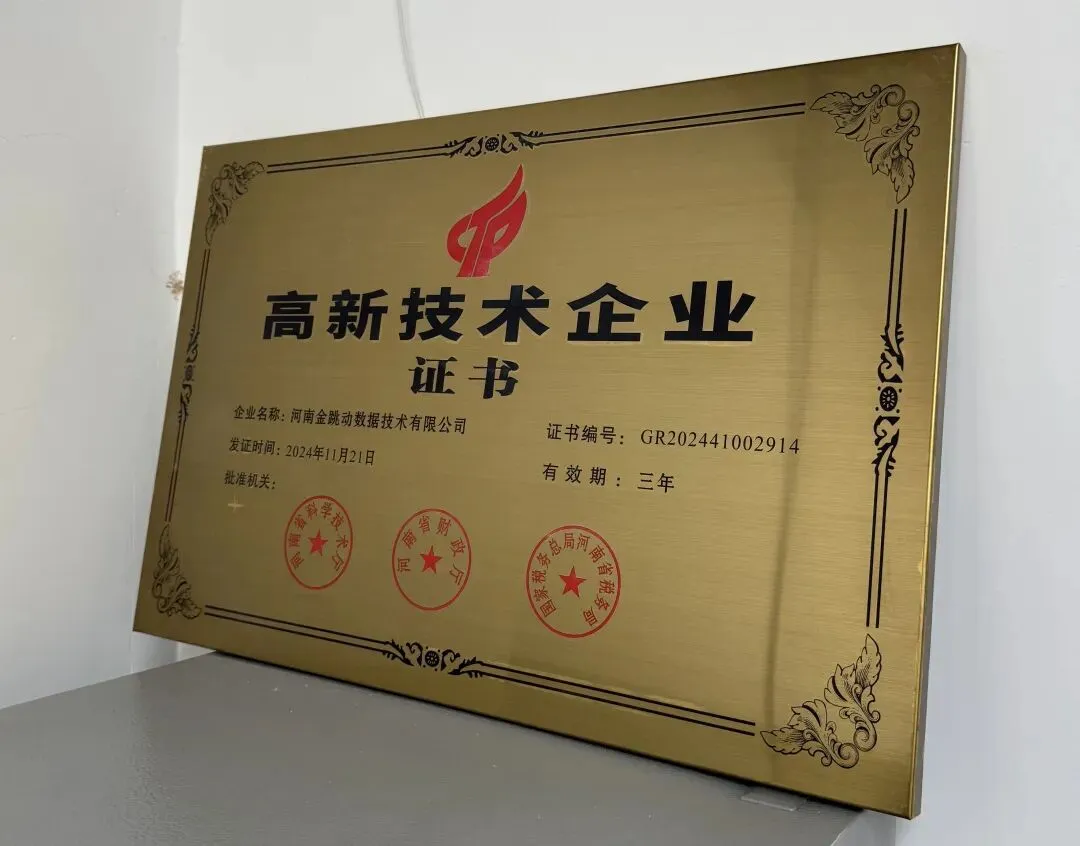 高新技术企业
证书
企业名称：河南金跳动数据技术有限公司
证书编号： GR202441002914
发证时间：2024年11月21日
有效期：三年
批准机关：
河南省科学技术厅
河南省财政厅
国家税务总局河南省税务局